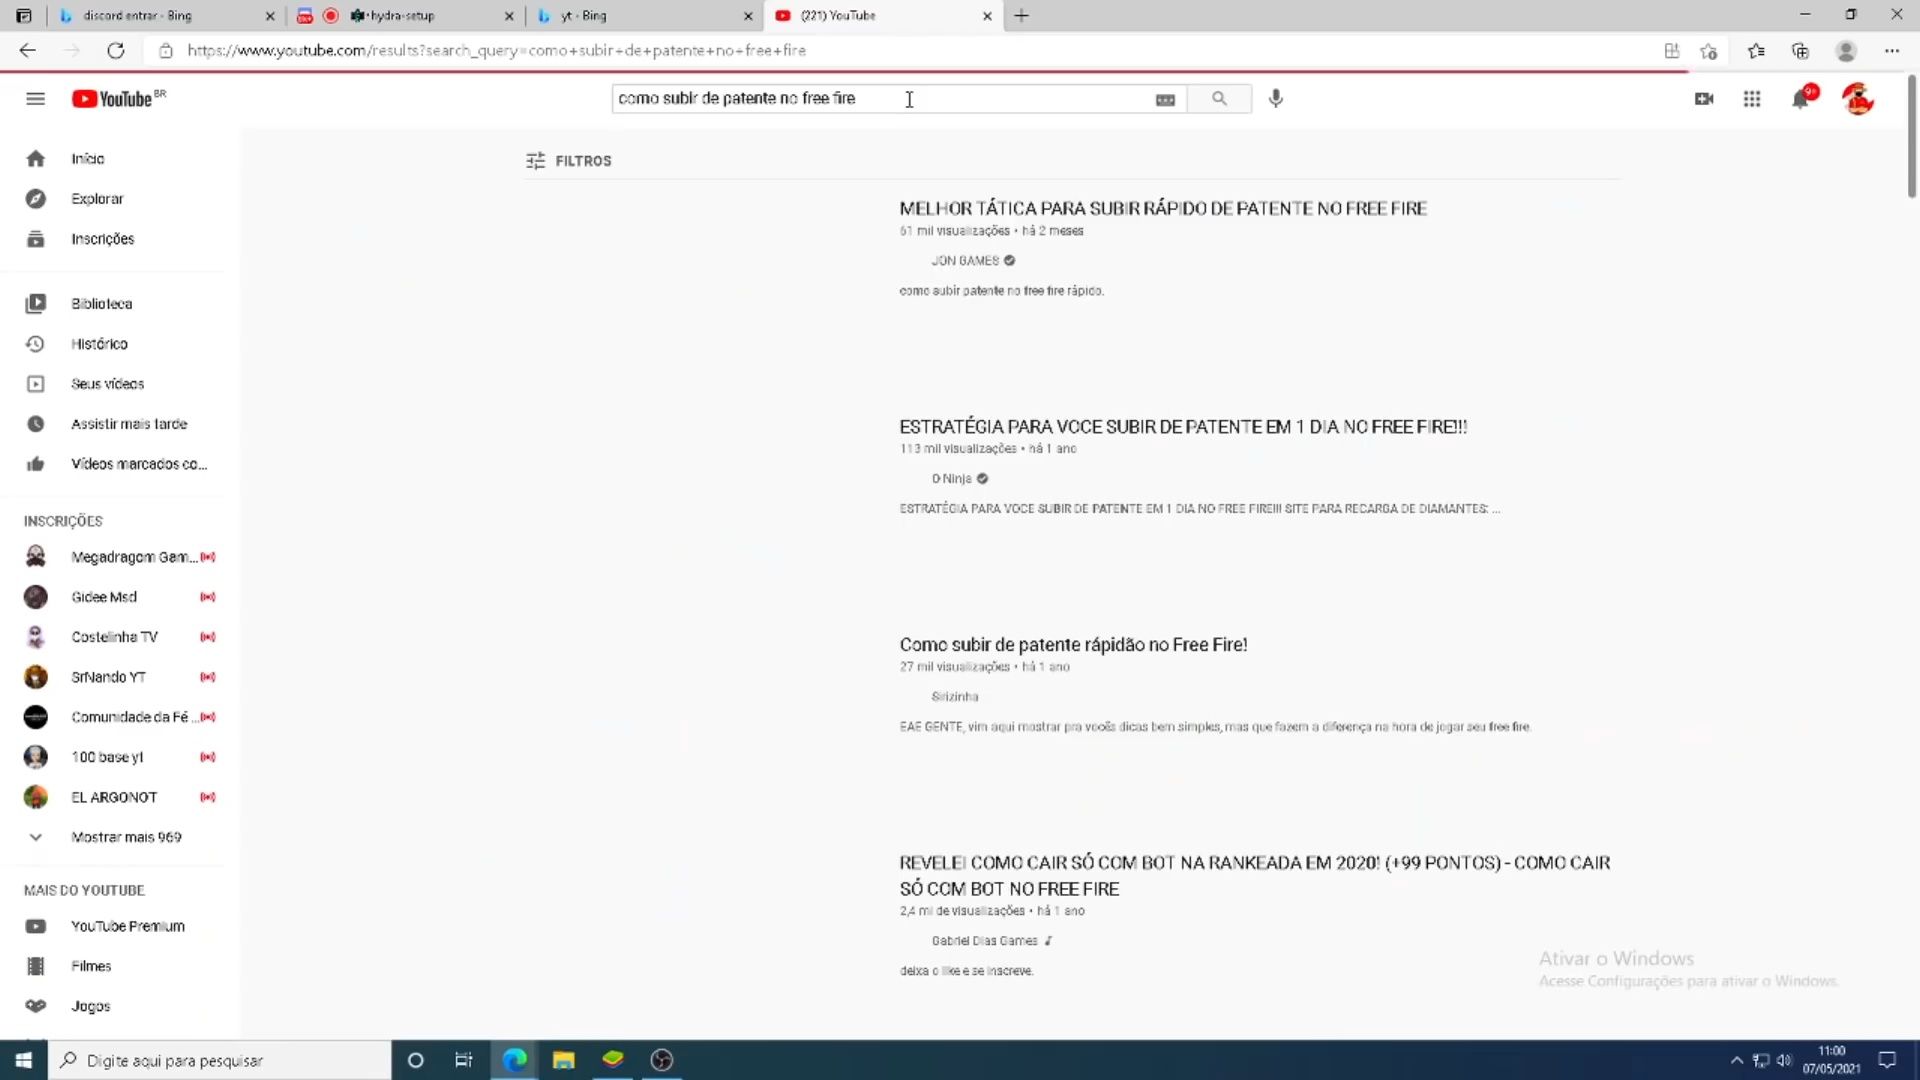 discord entrar - Bing
hydra-setup
yt - Bing
(221) YouTube
https://www.youtube.com/results?search_query=como+subir+de+patente+no+free+fire
YouTube BR
como subir de patente no free fire
9+
Início
Explorar
Inscrições
Biblioteca
Histórico
Seus vídeos
Assistir mais tarde
Vídeos marcados co...
INSCRIÇÕES
Megadragom Gam...
Gidee Msd
Costelinha TV
SrNando YT
Comunidade da Fé ...
100 base yt
EL ARGONOT
Mostrar mais 969
MAIS DO YOUTUBE
YouTube Premium
Filmes
Jogos
FILTROS
MELHOR TÁTICA PARA SUBIR RÁPIDO DE PATENTE NO FREE FIRE
61 mil visualizações • há 2 meses
JON GAMES
como subir patente no free fire rápido.
ESTRATÉGIA PARA VOCE SUBIR DE PATENTE EM 1 DIA NO FREE FIRE!!!
113 mil visualizações • há 1 ano
O Ninja
ESTRATÉGIA PARA VOCE SUBIR DE PATENTE EM 1 DIA NO FREE FIRE!!! SITE PARA RECARGA DE DIAMANTES: ...
Como subir de patente rápidão no Free Fire!
27 mil visualizações • há 1 ano
Sirizinha
EAE GENTE, vim aqui mostrar pra vocês dicas bem simples, mas que fazem a diferença na hora de jogar seu free fire.
REVELEI COMO CAIR SÓ COM BOT NA RANKEADA EM 2020! (+99 PONTOS) - COMO CAIR
SÓ COM BOT NO FREE FIRE
2,4 mi de visualizações • há 1 ano
Gabriel Dias Games
deixa o like e se inscreve.
Ativar o Windows
Acesse Configurações para ativar o Windows.
Digite aqui para pesquisar
11:00
07/05/2021